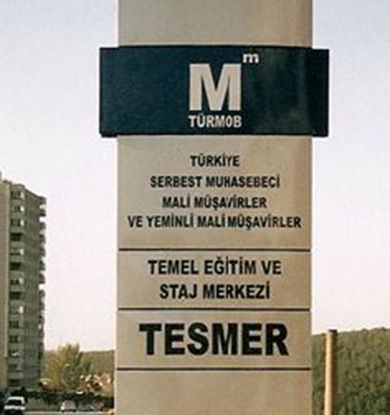 Mm
TÜRMOB
TÜRKİYE
SERBEST MUHASEBECİ
MALİ MÜŞAVİRLER
VE YEMİNLİ MALİ MÜŞAVİRLER
TEMEL EĞİTİM VE
STAJ MERKEZİ
TESMER